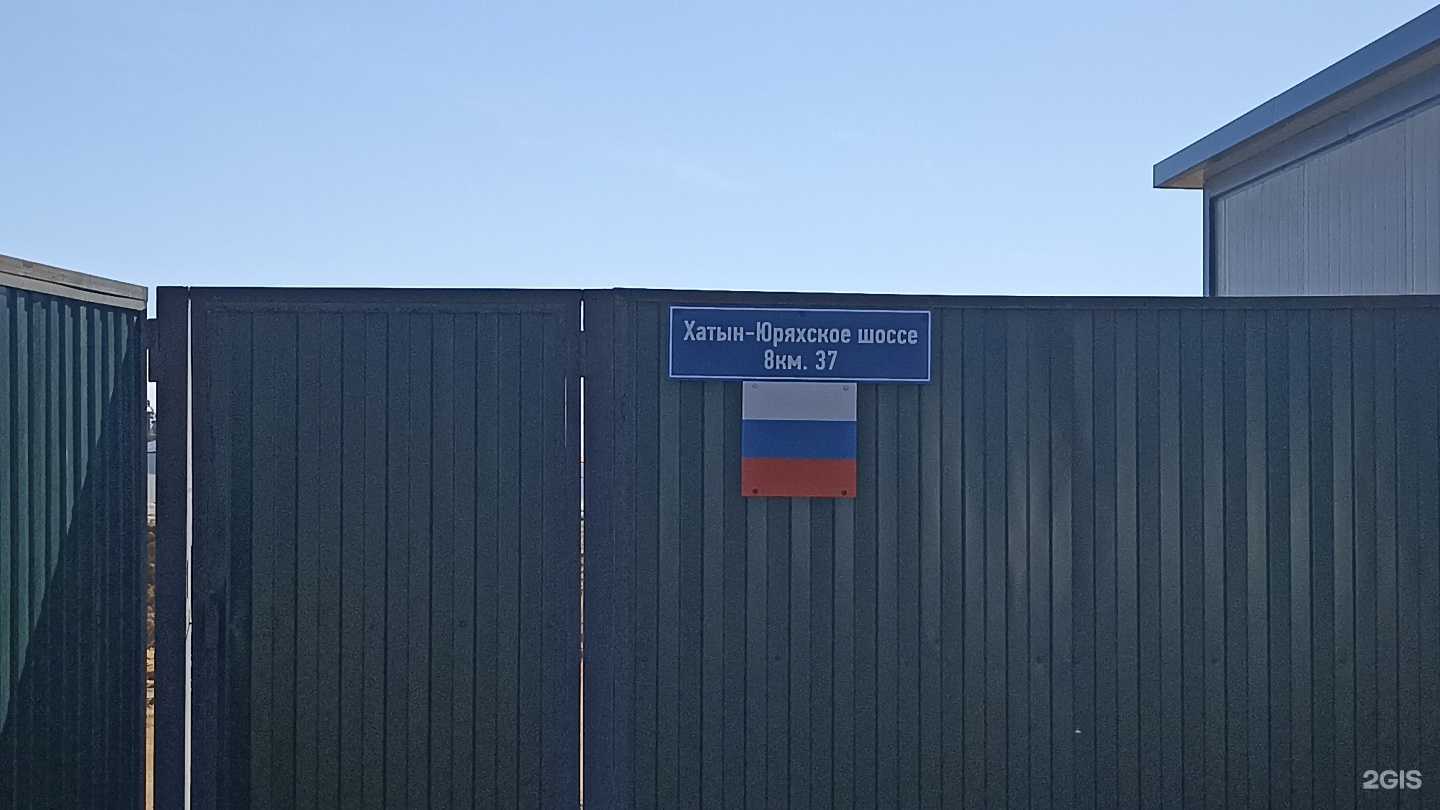 Хатын-Юряхское шоссе
8км. 37
2GIS